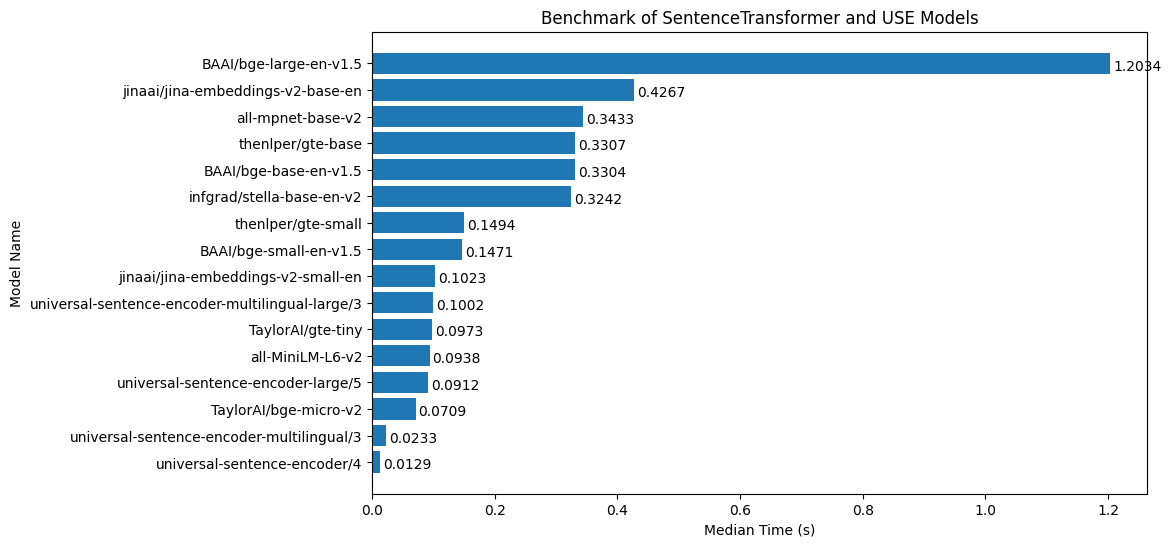 Benchmark of SentenceTransformer and USE Models
Model Name
BAAI/bge-large-en-v1.5 1.2034
jinaai/jina-embeddings-v2-base-en 0.4267
all-mpnet-base-v2 0.3433
thenlper/gte-base 0.3307
BAAI/bge-base-en-v1.5 0.3304
infgrad/stella-base-en-v2 0.3242
thenlper/gte-small 0.1494
BAAI/bge-small-en-v1.5 0.1471
jinaai/jina-embeddings-v2-small-en 0.1023
universal-sentence-encoder-multilingual-large/3 0.1002
TaylorAI/gte-tiny 0.0973
all-MiniLM-L6-v2 0.0938
universal-sentence-encoder-large/5 0.0912
TaylorAI/bge-micro-v2 0.0709
universal-sentence-encoder-multilingual/3 0.0233
universal-sentence-encoder/4 0.0129
0.0 0.2 0.4 0.6 0.8 1.0 1.2
Median Time (s)